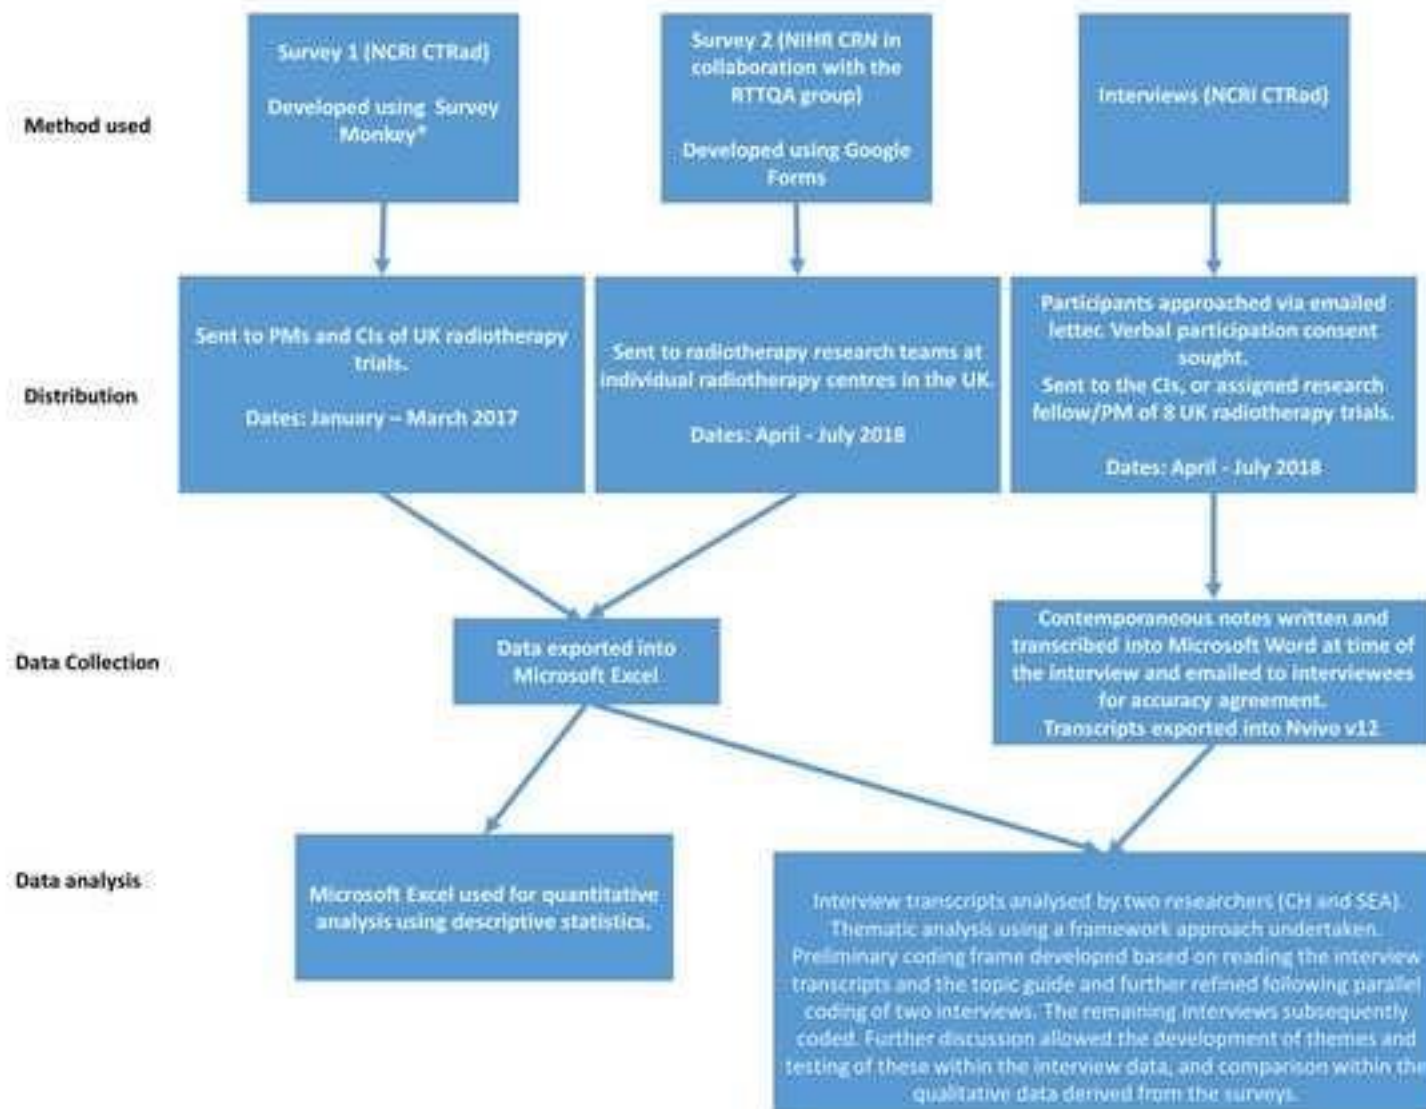 Method used
Survey 1 (NCRI CTRad)
Developed using Survey
Monkey*
Survey 2 (NIHR CRN in
collaboration with the
RTTQA group)
Developed using Google
Forms
Interviews (NCRI CTRad)
Distribution
Sent to PMs and CIs of UK radiotherapy
trials.
Dates: January – March 2017
Sent to radiotherapy research teams at
individual radiotherapy centres in the UK.
Dates: April - July 2018
Participants approached via emailed
letter. Verbal participation consent
sought.
Sent to the CIs, or assigned research
fellow/PM of 8 UK radiotherapy trials.
Dates: April - July 2018
Data Collection
Data exported into
Microsoft Excel
Contemporaneous notes written and
transcribed into Microsoft Word at time of
the interview and emailed to interviewees
for accuracy agreement.
Transcripts exported into Nvivo v12
Data analysis
Microsoft Excel used for quantitative
analysis using descriptive statistics.
Interview transcripts analysed by two researchers (CH and SEA).
Thematic analysis using a framework approach undertaken.
Preliminary coding frame developed based on reading the interview
transcripts and the topic guide and further refined following parallel
coding of two interviews. The remaining interviews subsequently
coded. Further discussion allowed the development of themes and
testing of these within the interview data, and comparison within the
qualitative data derived from the surveys.